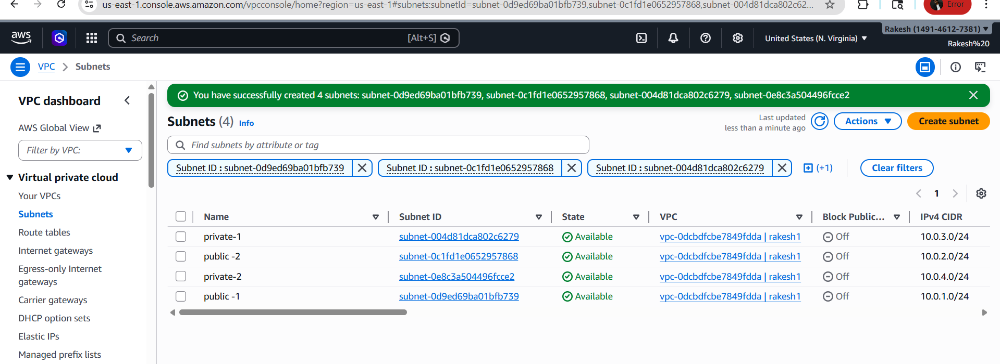 us-east-1.console.aws.amazon.com/vpcconsole/home?region=us-east-1#subnets:subnetId=subnet-0d9ed69ba01bfb739,subnet-0c1fd1e0652957868,subnet-004d81dca802c62...
Error
aws
Search
[Alt+S]
United States (N. Virginia)
Rakesh (1491-4612-7381)
Rakesh%20
VPC
Subnets
VPC dashboard
AWS Global View
Filter by VPC:
Virtual private cloud
Your VPCs
Subnets
Route tables
Internet gateways
Egress-only Internet
gateways
Carrier gateways
DHCP option sets
Elastic IPs
Managed prefix lists
You have successfully created 4 subnets: subnet-0d9ed69ba01bfb739, subnet-0c1fd1e0652957868, subnet-004d81dca802c6279, subnet-0e8c3a504496fcce2
Subnets (4) Info
Last updated
less than a minute ago
Actions
Create subnet
Find subnets by attribute or tag
Subnet ID : subnet-0d9ed69ba01bfb739
Subnet ID : subnet-0c1fd1e0652957868
Subnet ID : subnet-004d81dca802c6279
(+1)
Clear filters
1
Name Subnet ID State VPC Block Public... IPv4 CIDR
private-1 subnet-004d81dca802c6279 Available vpc-0dcbdfcbe7849fdda | rakesh1 Off 10.0.3.0/24
public -2 subnet-0c1fd1e0652957868 Available vpc-0dcbdfcbe7849fdda | rakesh1 Off 10.0.2.0/24
private-2 subnet-0e8c3a504496fcce2 Available vpc-0dcbdfcbe7849fdda | rakesh1 Off 10.0.4.0/24
public -1 subnet-0d9ed69ba01bfb739 Available vpc-0dcbdfcbe7849fdda | rakesh1 Off 10.0.1.0/24